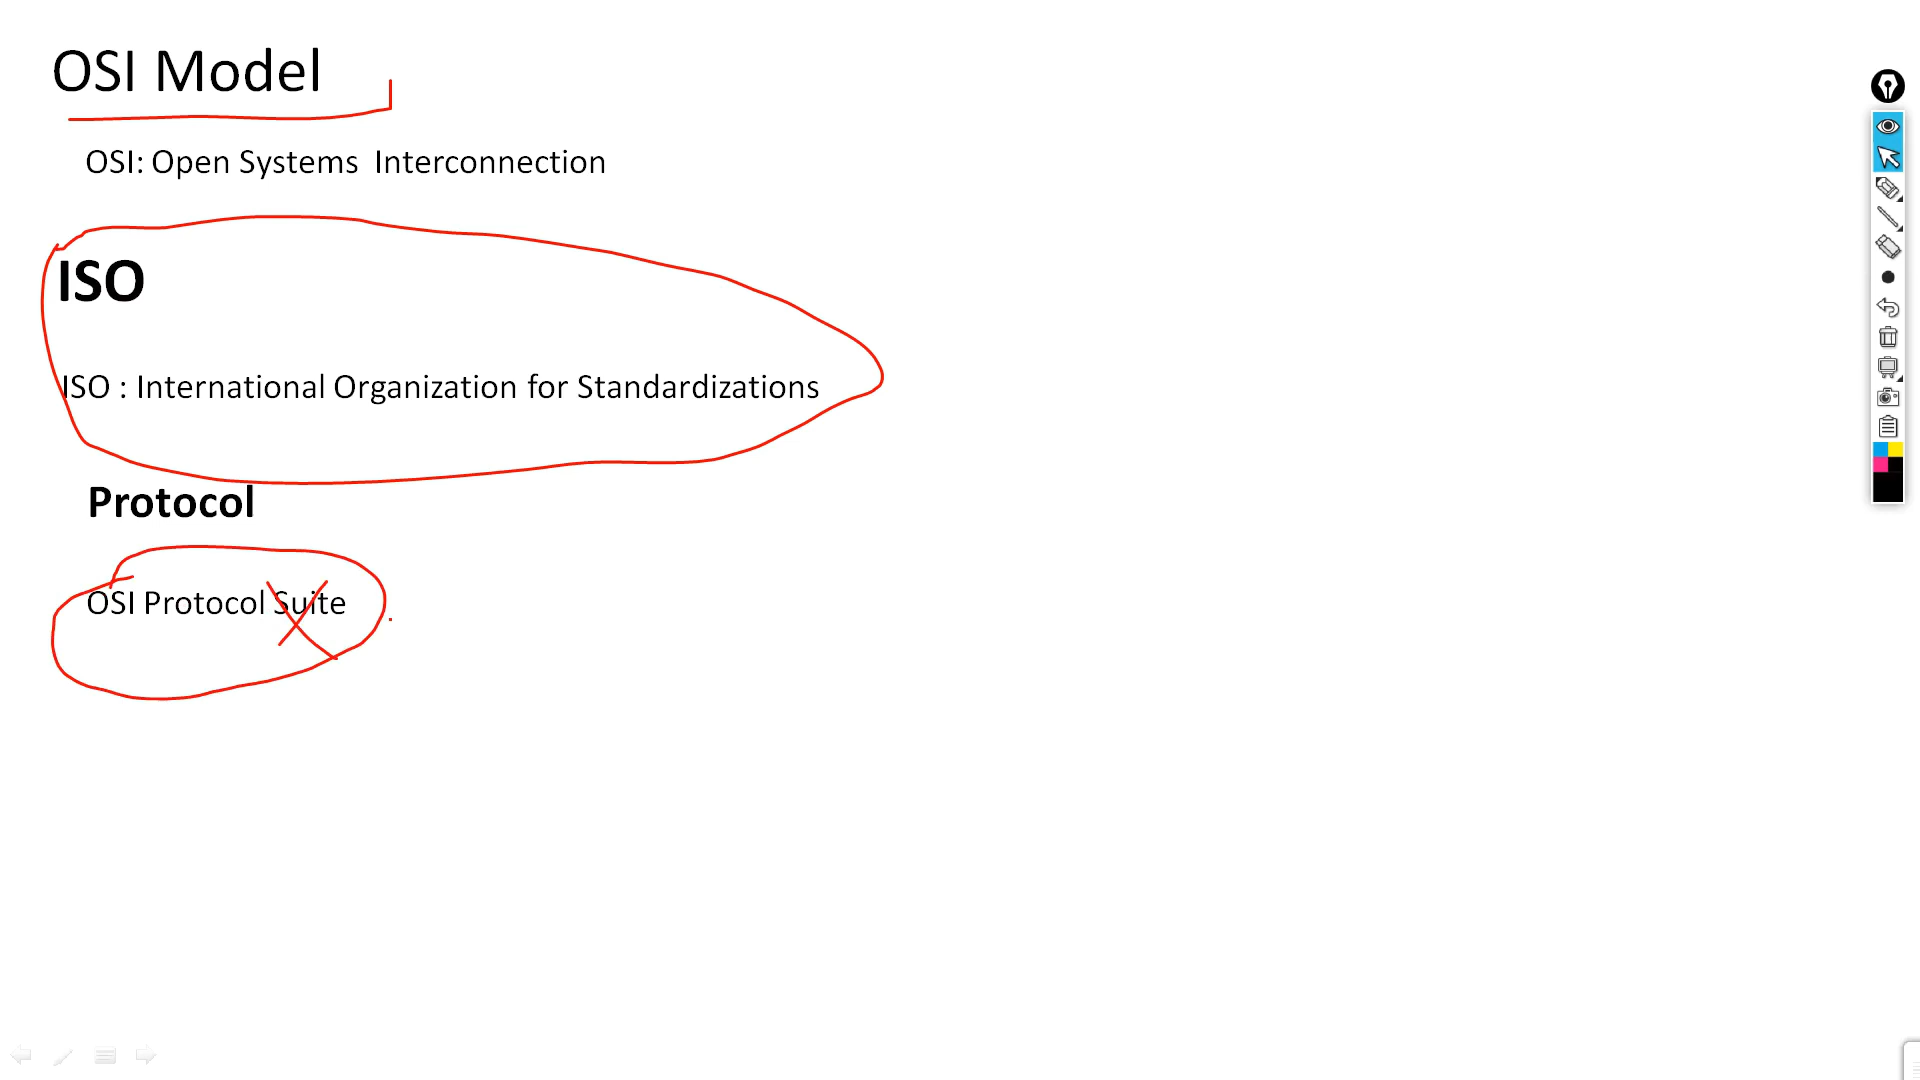 OSI Model
OSI: Open Systems Interconnection
ISO
ISO : International Organization for Standardizations
Protocol
OSI Protocol Suite